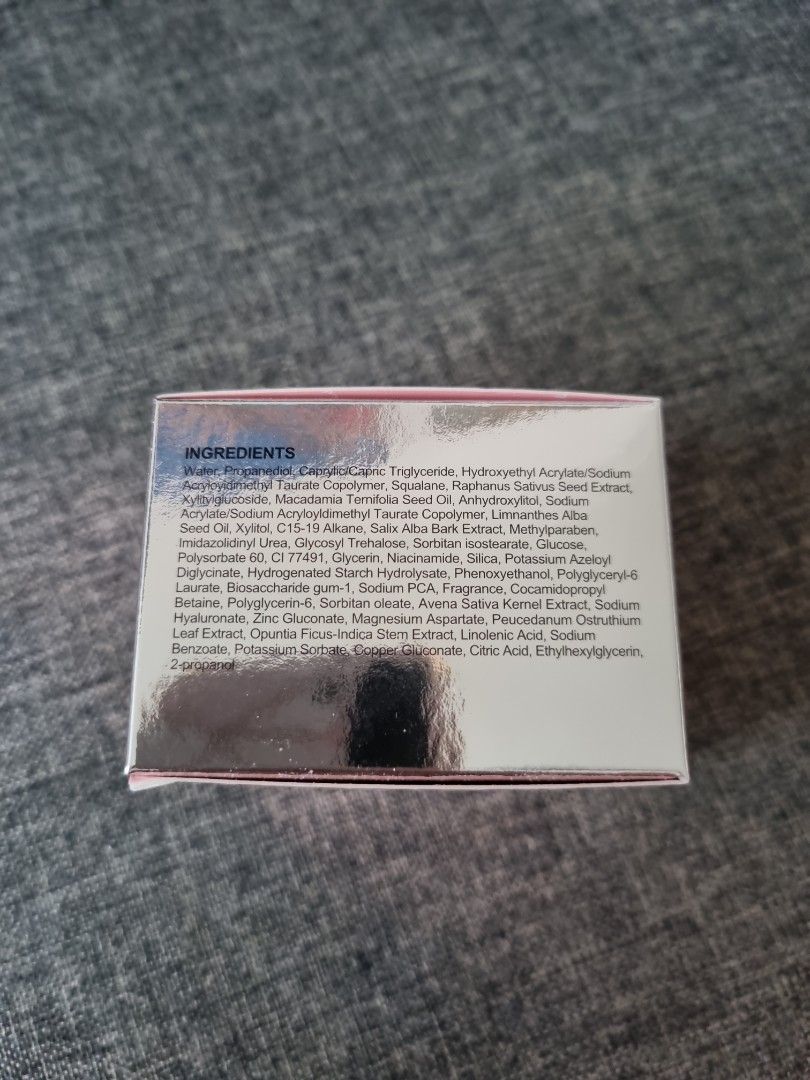 INGREDIENTS
Water, Propanediol, Caprylic/Capric Triglyceride, Hydroxyethyl Acrylate/Sodium
Acryloyldimethyl Taurate Copolymer, Squalane, Raphanus Sativus Seed Extract,
Xylitylglucoside, Macadamia Ternifolia Seed Oil, Anhydroxylitol, Sodium
Acrylate/Sodium Acryloyldimethyl Taurate Copolymer, Limnanthes Alba
Seed Oil, Xylitol, C15-19 Alkane, Salix Alba Bark Extract, Methylparaben,
Imidazolidinyl Urea, Glycosyl Trehalose, Sorbitan isostearate, Glucose,
Polysorbate 60, CI 77491, Glycerin, Niacinamide, Silica, Potassium Azeloyl
Diglycinate, Hydrogenated Starch Hydrolysate, Phenoxyethanol, Polyglyceryl-6
Laurate, Biosaccharide gum-1, Sodium PCA, Fragrance, Cocamidopropyl
Betaine, Polyglycerin-6, Sorbitan oleate, Avena Sativa Kernel Extract, Sodium
Hyaluronate, Zinc Gluconate, Magnesium Aspartate, Peucedanum Ostruthium
Leaf Extract, Opuntia Ficus-Indica Stem Extract, Linolenic Acid, Sodium
Benzoate, Potassium Sorbate, Copper Gluconate, Citric Acid, Ethylhexylglycerin,
2-propanol